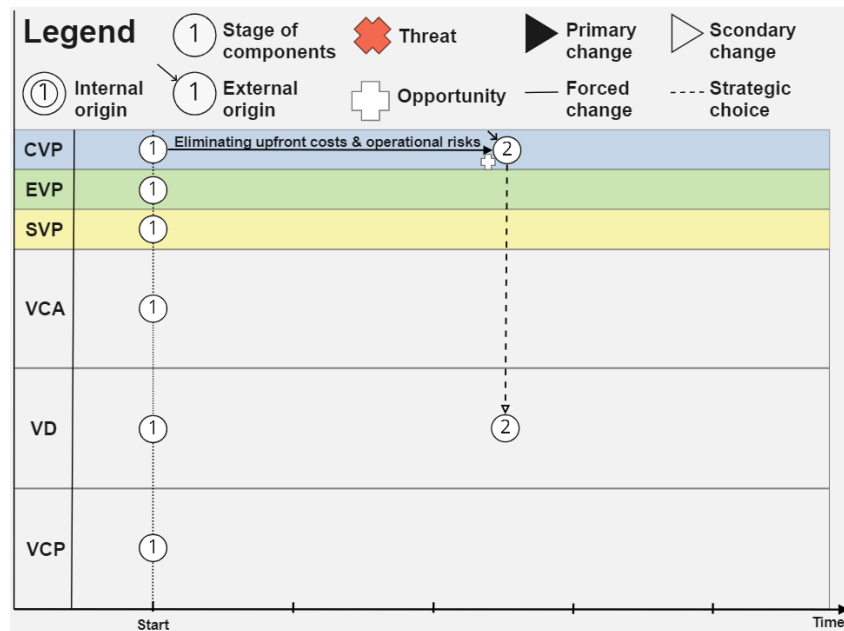 Legend
1
Stage of
components
Threat
Primary
change
Scondary
change
1
Internal
origin
1
External
origin
Opportunity
Forced
change
Strategic
choice
CVP
1
Eliminating upfront costs & operational risks
2
EVP
1
SVP
1
VCA
1
VD
1
2
VCP
1
Start
Time